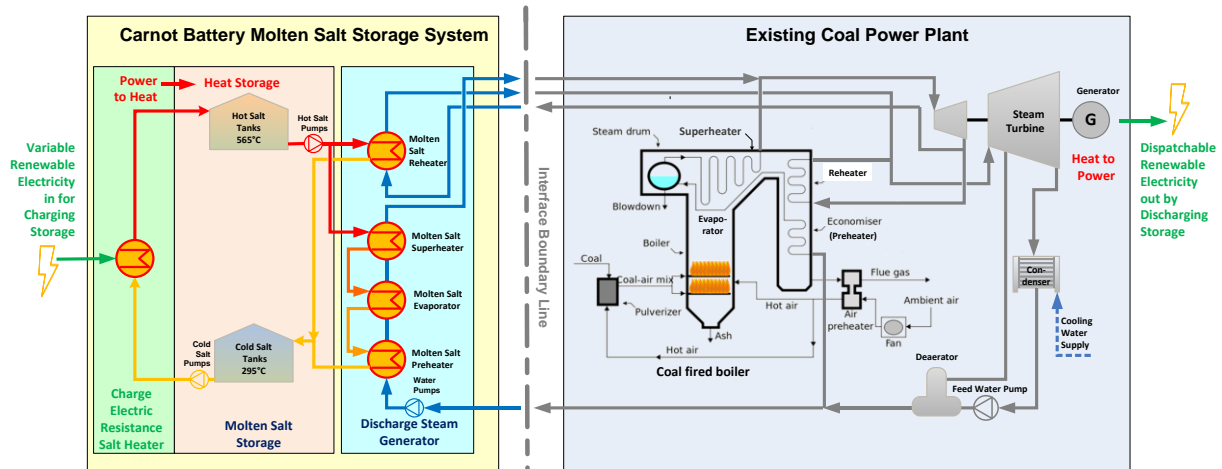 Carnot Battery Molten Salt Storage System
Existing Coal Power Plant
Power
to Heat
Heat Storage
Hot Salt
Tanks
565°C
Hot Salt
Pumps
Molten
Salt
Reheater
Variable
Renewable
Electricity
in for
Charging
Storage
Molten Salt
Superheater
Molten Salt
Evaporator
Molten Salt
Preheater
Cold
Salt
Pumps
Cold Salt
Tanks
295°C
Water
Pumps
Charge
Electric
Resistance
Salt Heater
Molten Salt
Storage
Discharge Steam
Generator
Interface Boundary Line
Steam drum
Superheater
Blowdown
Evapo-
rator
Reheater
Economiser
(Preheater)
Boiler
Coal
Coal-air mix
Pulverizer
Ash
Hot air
Hot air
Flue gas
Ambient air
Air
preheater
Fan
Coal fired boiler
Steam
Turbine
Generator
G
Heat to
Power
Dispatchable
Renewable
Electricity
out by
Discharging
Storage
Con-
denser
Cooling
Water
Supply
Deaerator
Feed Water Pump